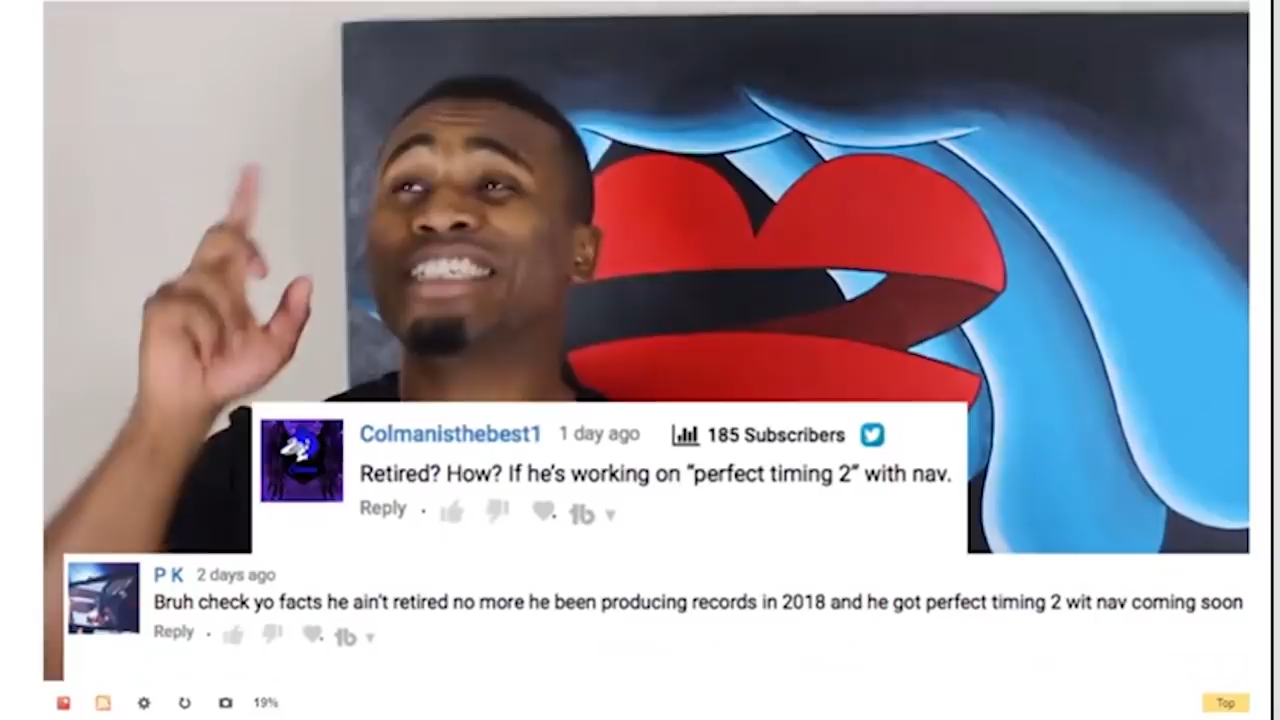 Colmanisthebest1 1 day ago 185 Subscribers
Retired? How? If he's working on "perfect timing 2" with nav.
Reply · tb ▾
P K 2 days ago
Bruh check yo facts he ain't retired no more he been producing records in 2018 and he got perfect timing 2 wit nav coming soon
Reply · tb ▾
19% Top